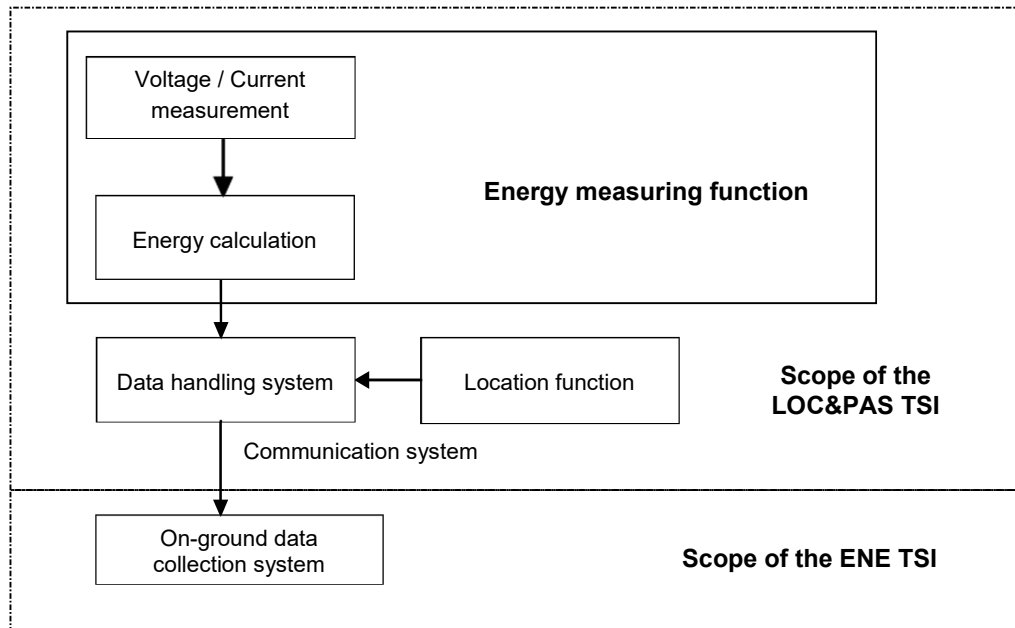 Voltage / Current
measurement
Energy measuring function
Energy calculation
Data handling system
Location function
Scope of the
LOC&PAS TSI
Communication system
On-ground data
collection system
Scope of the ENE TSI